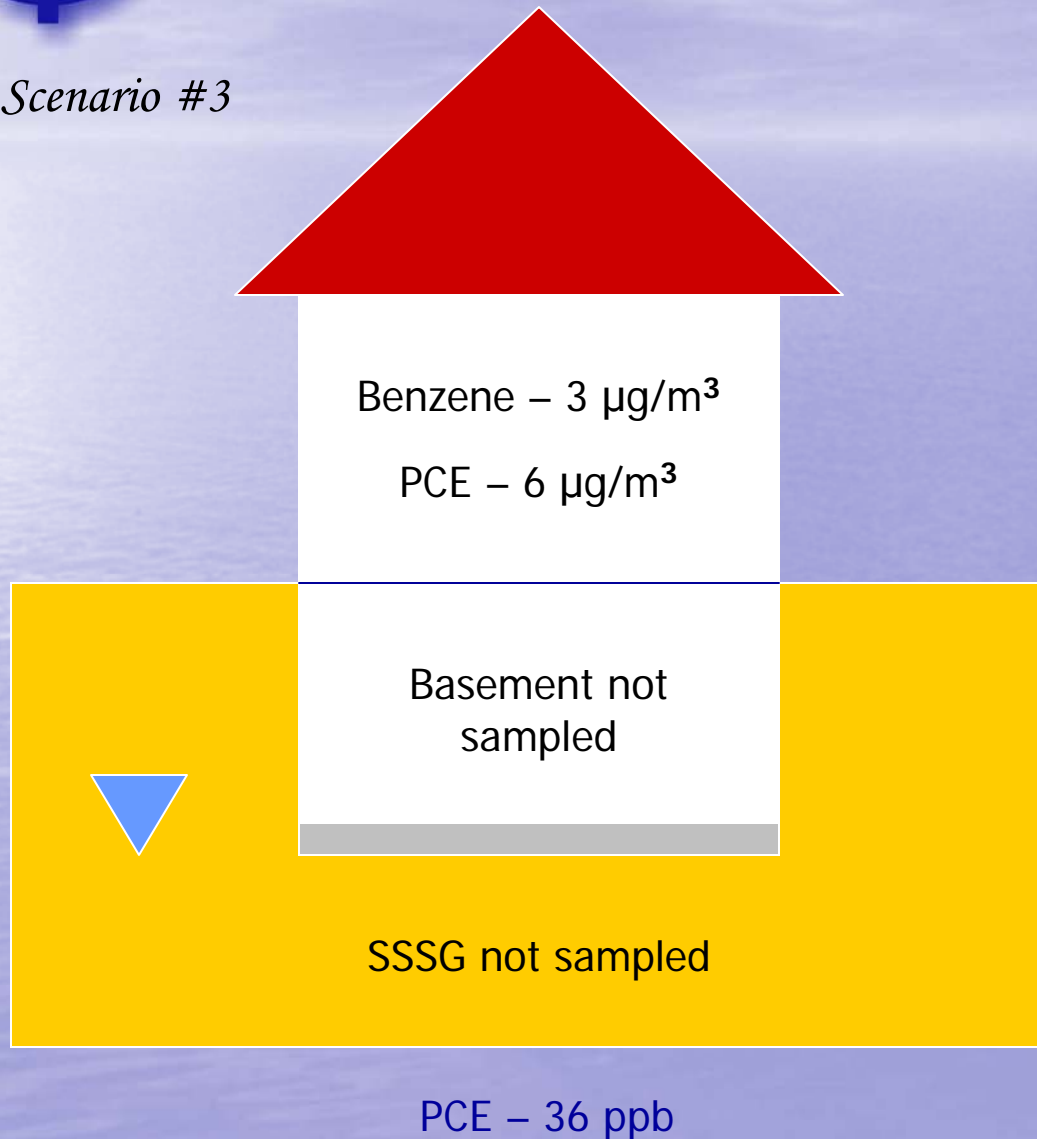 Scenario #3
Benzene – 3 µg/m³
PCE – 6 µg/m³
Basement not
sampled
SSSG not sampled
PCE – 36 ppb